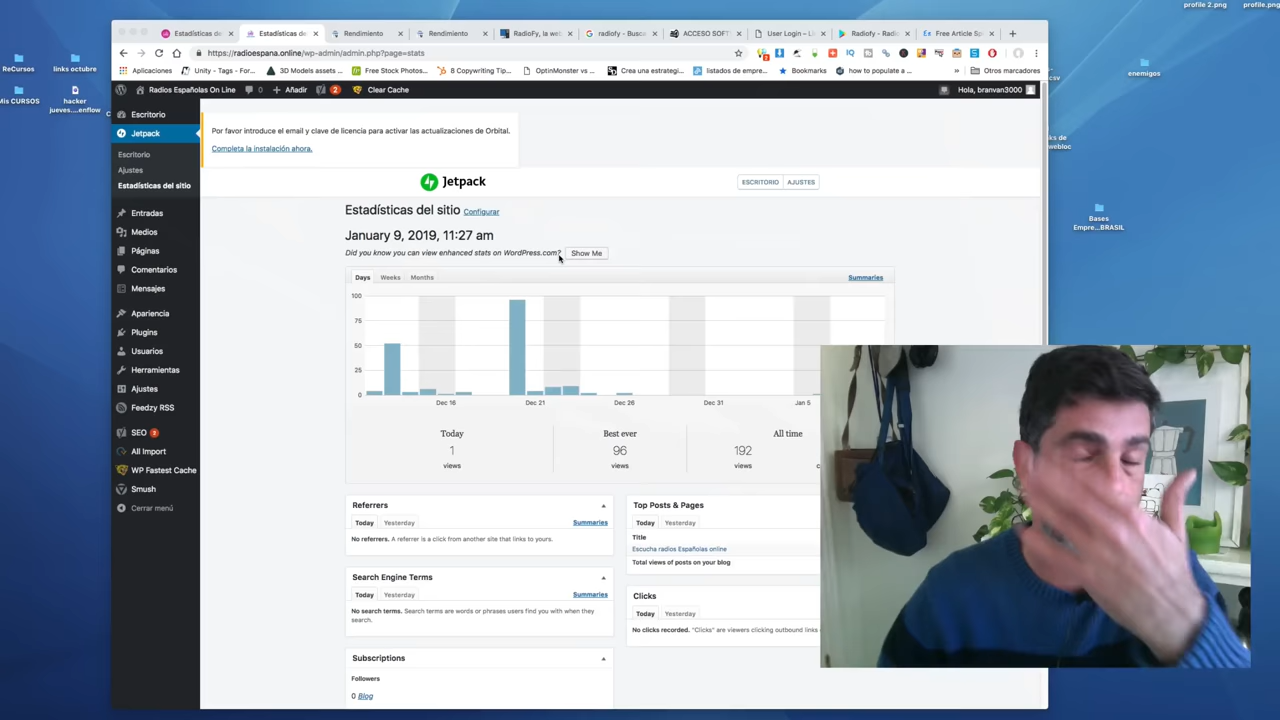 profile 2.png
profile.png
Estadísticas de
Estadísticas de
Rendimiento
Rendimiento
RadioFy, la web
radiofy - Busca
ACCESO SOFT
User Login – Li
Radiofy - Radio
Free Article Sp
https://radioespana.online/wp-admin/admin.php?page=stats
Aplicaciones
Unity - Tags - For...
3D Models assets ...
Free Stock Photos...
8 Copywriting Tip...
OptinMonster vs ...
Crea una estrategi...
listados de empre...
Bookmarks
how to populate a ...
»
Otros marcadores
ReCursos
links octubre
Mis CURSOS
hacker
jueves....enflow
enemigos
Bases
Empre...BRASIL
Radios Españolas On Line
0
Añadir
2
Clear Cache
Hola, branvan3000
Escritorio
Jetpack
Escritorio
Ajustes
Estadísticas del sitio
Entradas
Medios
Páginas
Comentarios
Mensajes
Apariencia
Plugins
Usuarios
Herramientas
Ajustes
Feedzy RSS
SEO
All Import
WP Fastest Cache
Smush
Cerrar menú
Por favor introduce el email y clave de licencia para activar las actualizaciones de Orbital.
Completa la instalación ahora.
Jetpack
ESCRITORIO
AJUSTES
Estadísticas del sitio Configurar
January 9, 2019, 11:27 am
Did you know you can view enhanced stats on WordPress.com? Show Me
Days Weeks Months
Summaries
100
75
50
25
0
Dec 16
Dec 21
Dec 26
Dec 31
Jan 5
Today
1
views
Best ever
96
views
All time
192
views
Referrers
Today Yesterday
Summaries
No referrers. A referrer is a click from another site that links to yours.
Search Engine Terms
Today Yesterday
Summaries
No search terms. Search terms are words or phrases users find you with when they
search.
Subscriptions
Followers
0 Blog
Top Posts & Pages
Today Yesterday
Title
Escucha radios Españolas online
Total views of posts on your blog
Clicks
Today Yesterday
No clicks recorded. "Clicks" are viewers clicking outbound links